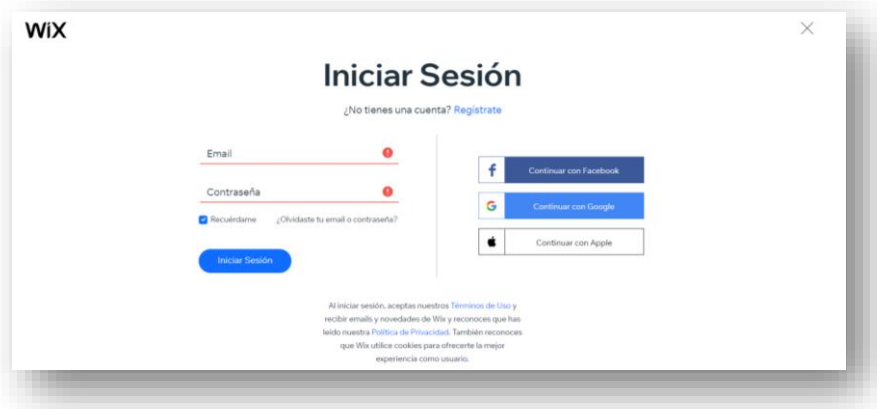 WiX
Iniciar Sesión
¿No tienes una cuenta? Regístrate
Email
Contraseña
Recuérdame ¿Olvidaste tu email o contraseña?
Iniciar Sesión
Continuar con Facebook
Continuar con Google
Continuar con Apple
Al iniciar sesión, aceptas nuestros Términos de Uso y
recibir emails y novedades de Wix y reconoces que has
leído nuestra Política de Privacidad. También reconoces
que Wix utilice cookies para ofrecerte la mejor
experiencia como usuario.